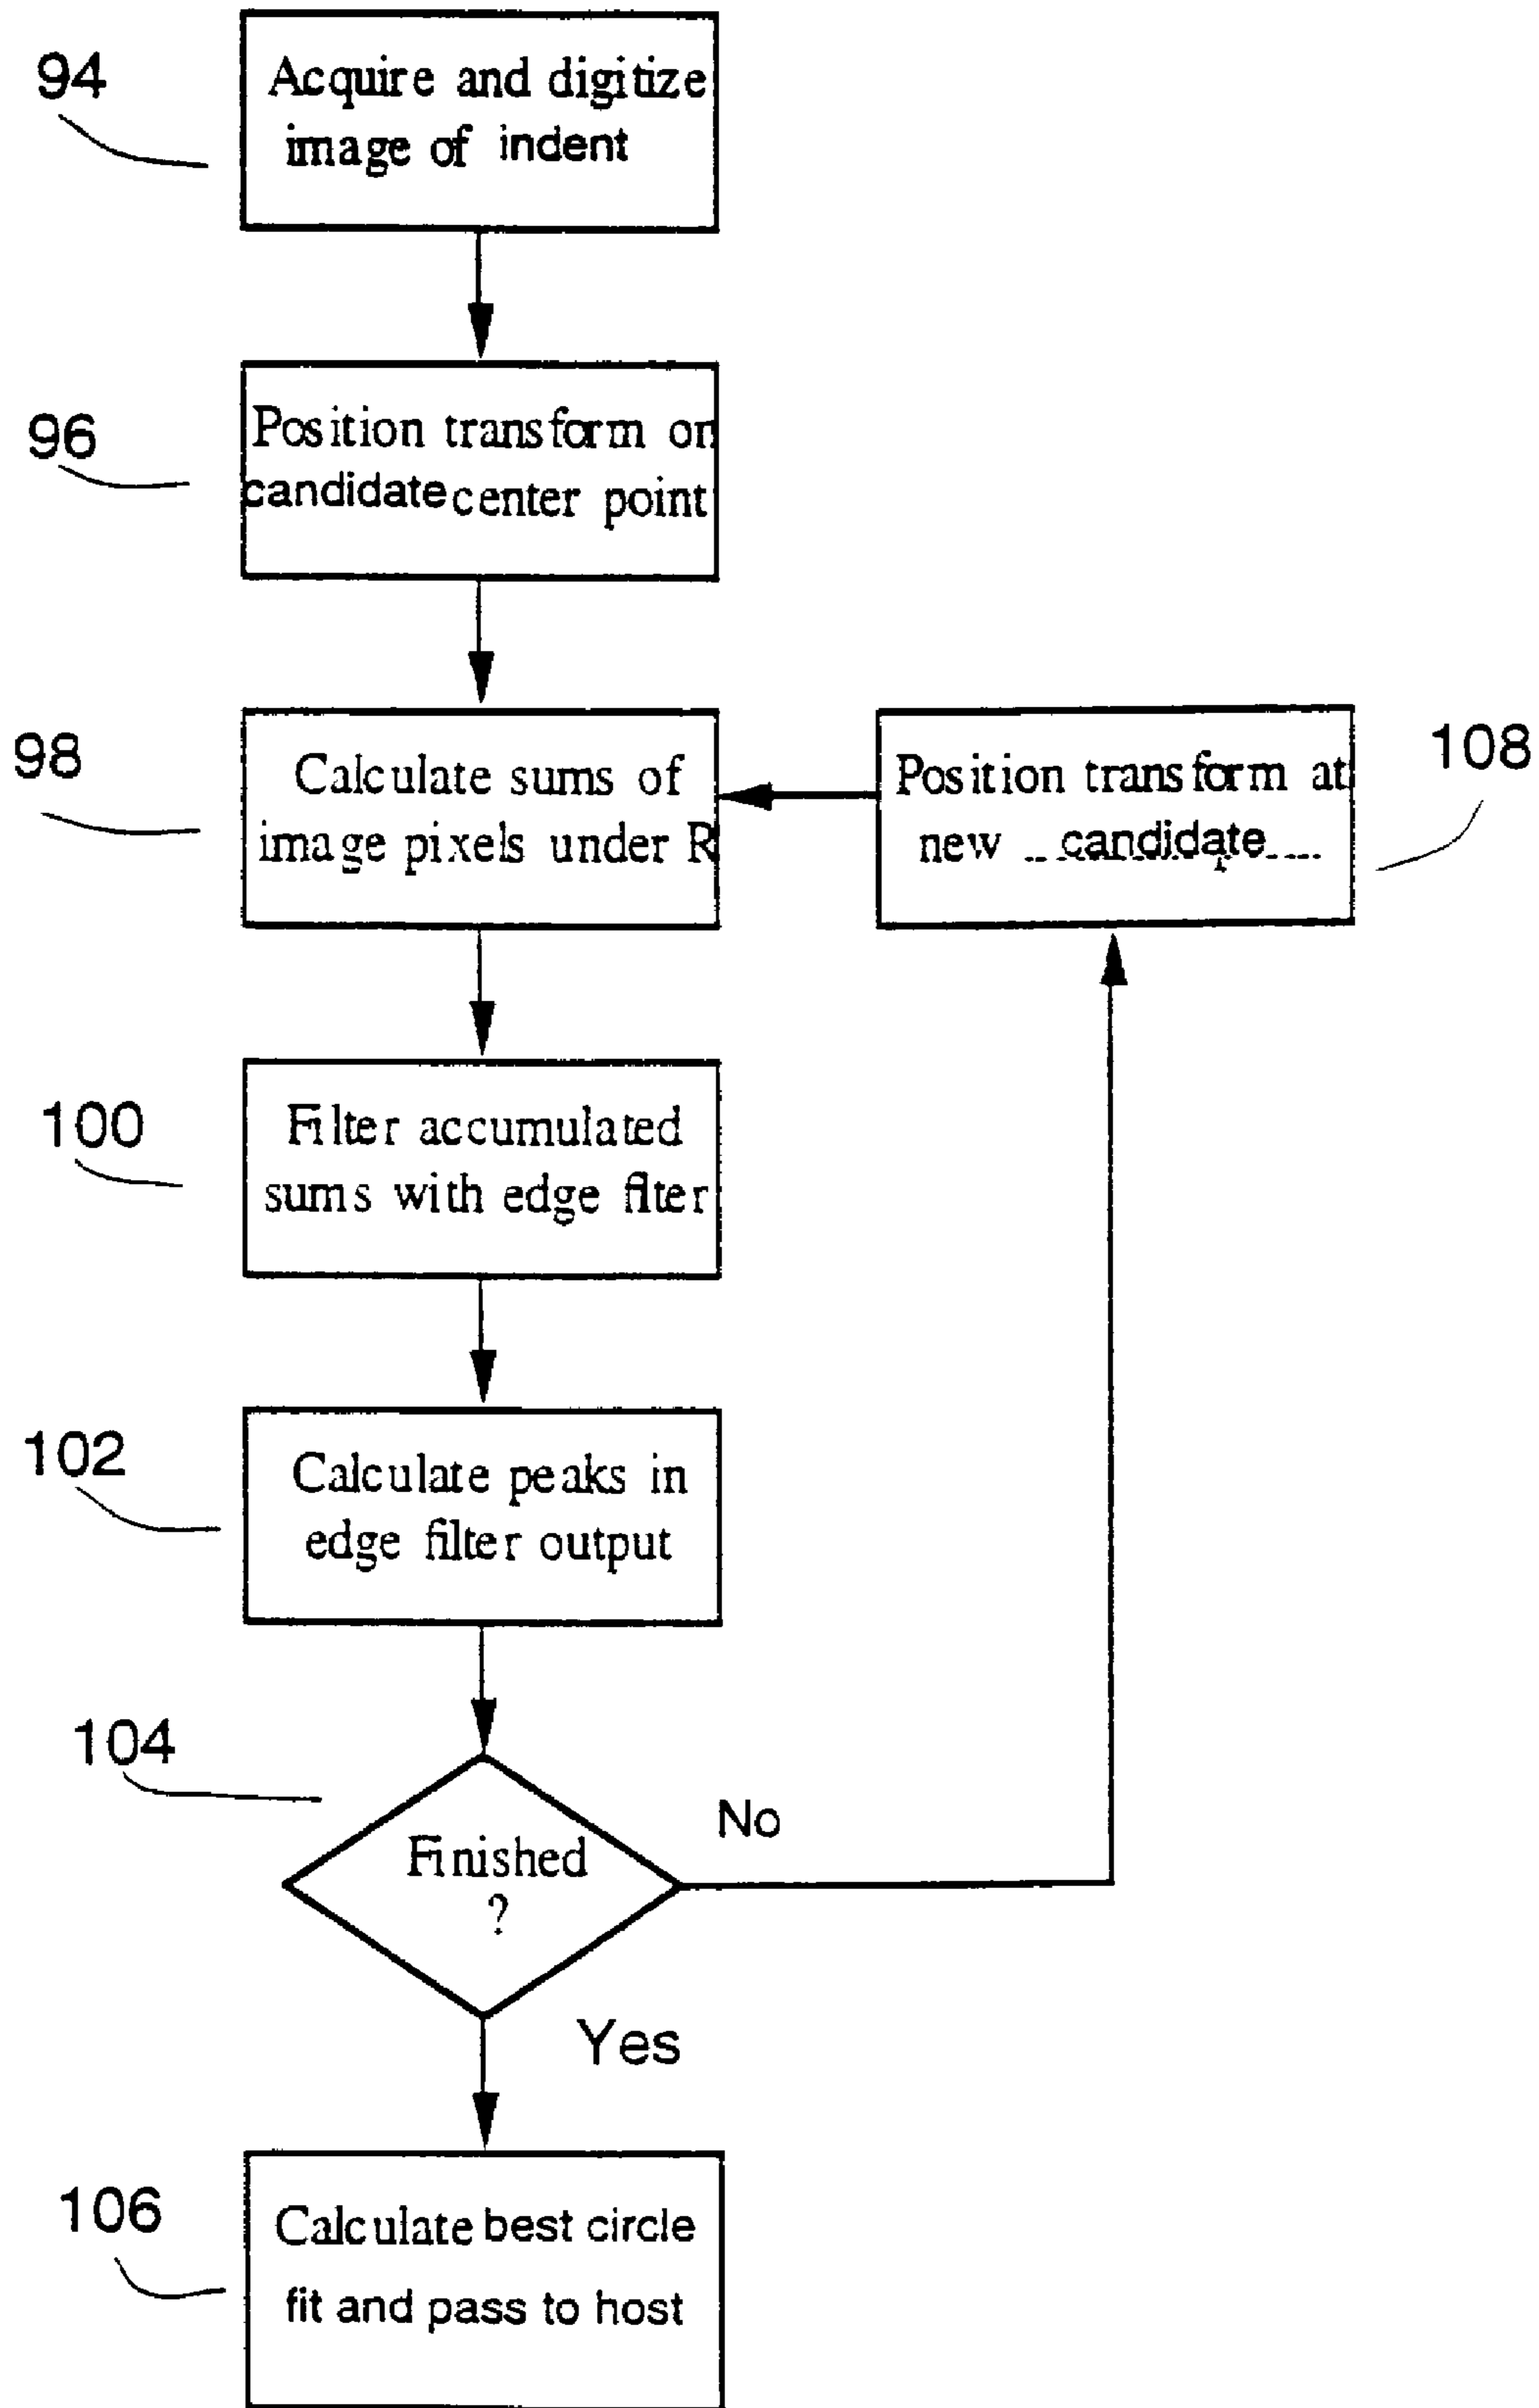 94
Acquire and digitize
image of indent
96
Position transform on
candidate center point
98
Calculate sums of
image pixels under R
Position transform at
new candidate
108
100
Filter accumulated
sums with edge filter
102
Calculate peaks in
edge filter output
104
Finished
?
No
Yes
106
Calculate best circle
fit and pass to host